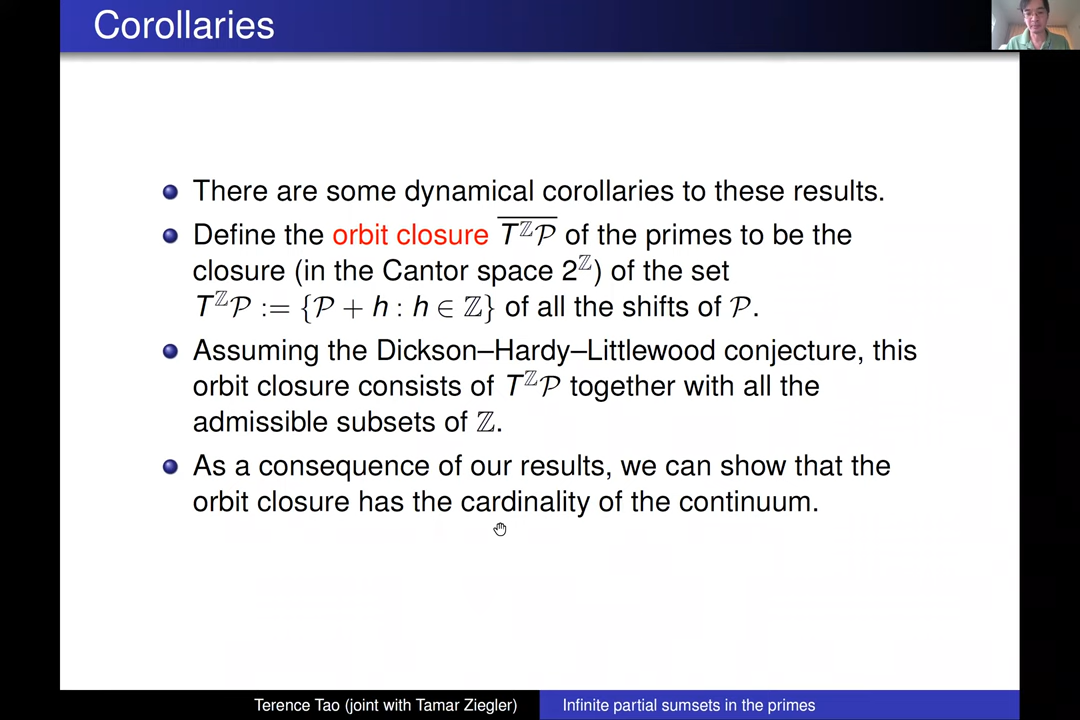 Corollaries
There are some dynamical corollaries to these results.
Define the orbit closure $\overline{T^{\mathbb{Z}}\mathcal{P}}$ of the primes to be the
closure (in the Cantor space $2^{\mathbb{Z}}$) of the set
$T^{\mathbb{Z}}\mathcal{P} := \{\mathcal{P} + h : h \in \mathbb{Z}\}$ of all the shifts of $\mathcal{P}$.
Assuming the Dickson–Hardy–Littlewood conjecture, this
orbit closure consists of $T^{\mathbb{Z}}\mathcal{P}$ together with all the
admissible subsets of $\mathbb{Z}$.
As a consequence of our results, we can show that the
orbit closure has the cardinality of the continuum.
Terence Tao (joint with Tamar Ziegler)
Infinite partial sumsets in the primes